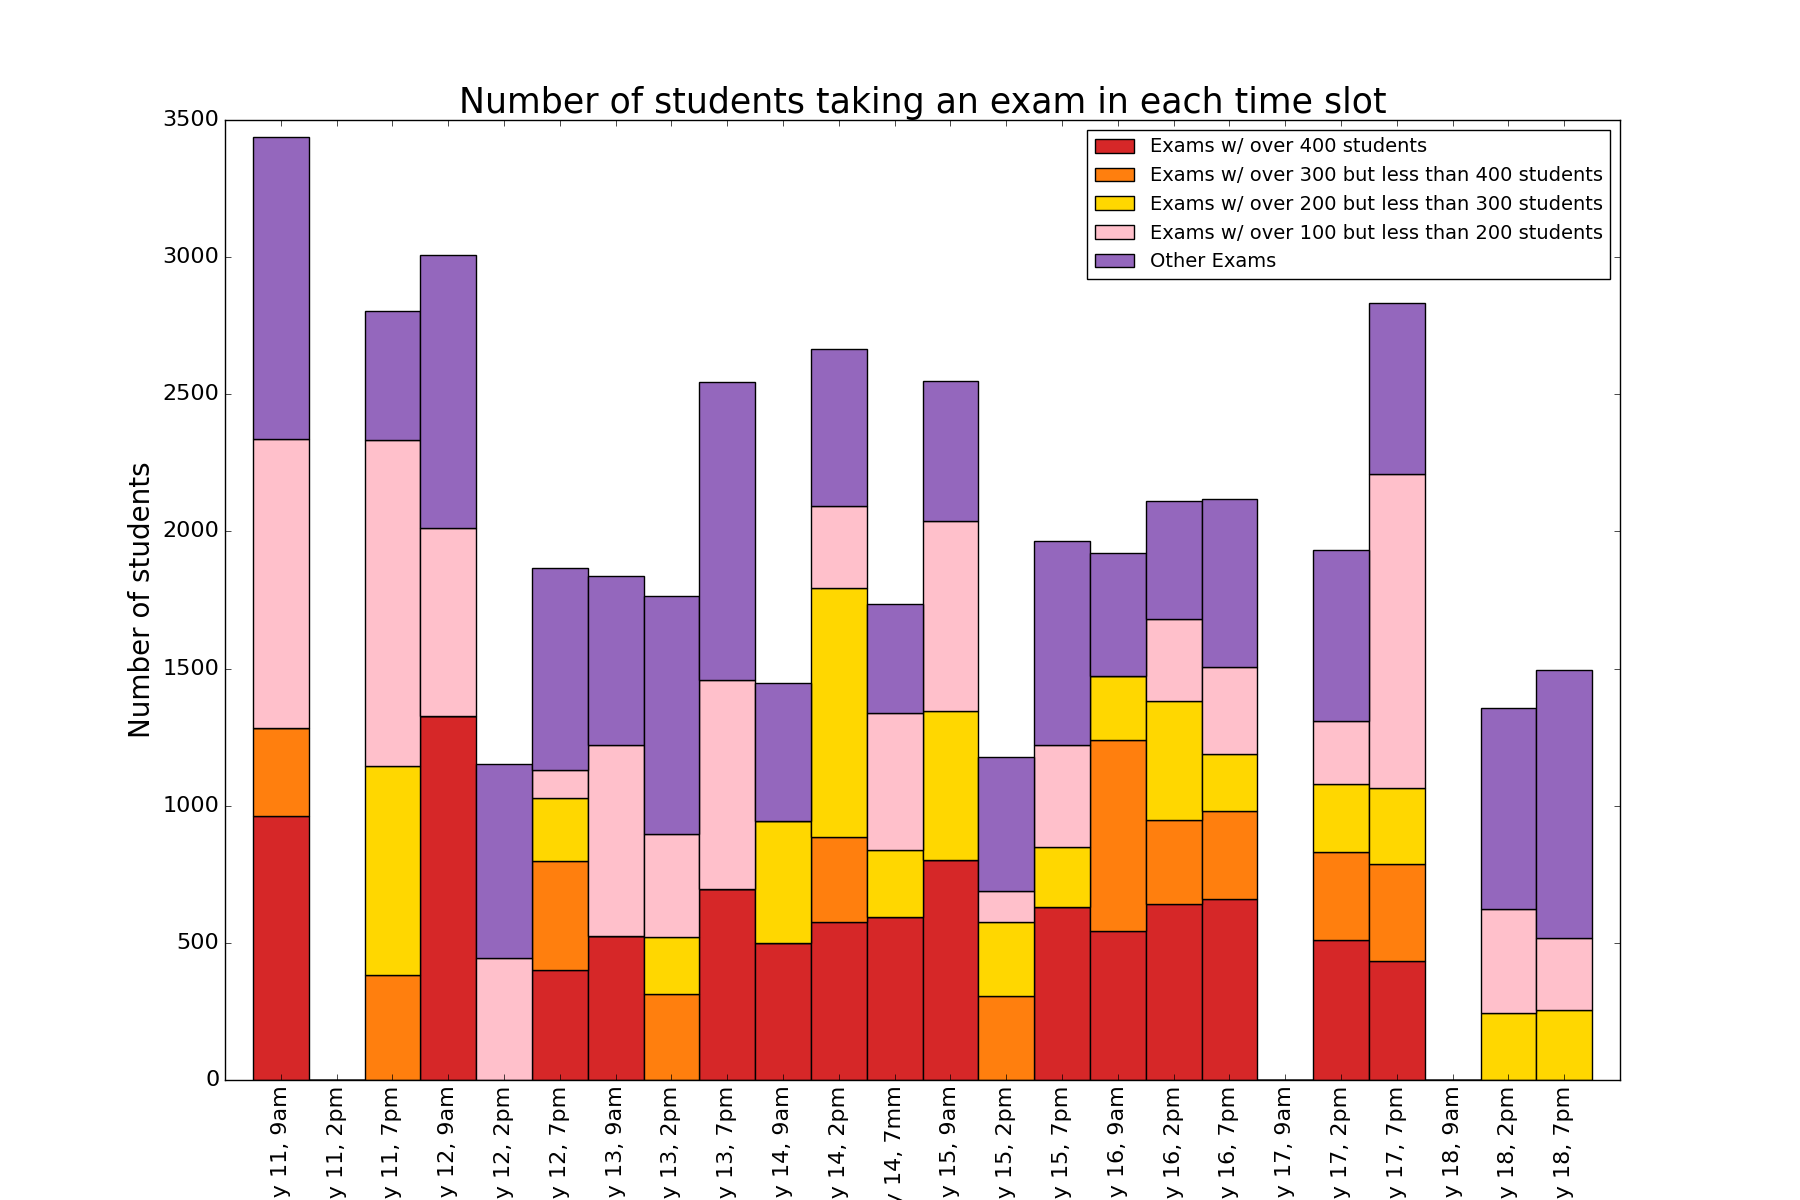 Number of students taking an exam in each time slot
Exams w/ over 400 students
Exams w/ over 300 but less than 400 students
Exams w/ over 200 but less than 300 students
Exams w/ over 100 but less than 200 students
Other Exams
Number of students
3500
3000
2500
2000
1500
1000
500
0
y 11, 9am
y 11, 2pm
y 11, 7pm
y 12, 9am
y 12, 2pm
y 12, 7pm
y 13, 9am
y 13, 2pm
y 13, 7pm
y 14, 9am
y 14, 2pm
y 14, 7mm
y 15, 9am
y 15, 2pm
y 15, 7pm
y 16, 9am
y 16, 2pm
y 16, 7pm
y 17, 9am
y 17, 2pm
y 17, 7pm
y 18, 9am
y 18, 2pm
y 18, 7pm